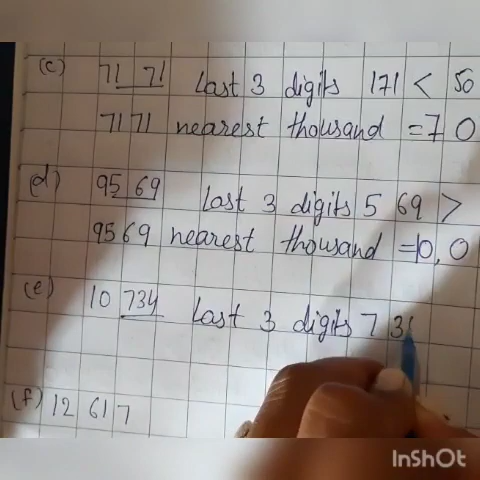 (c) 71 71 Last 3 digits 171 < 50
7171 nearest thousand = 7 0
(d) 95 69 Last 3 digits 5 69 >
9569 nearest thousand = 10, 0
(e) 10 734 Last 3 digits 7 3
(f) 12 617
InShOt